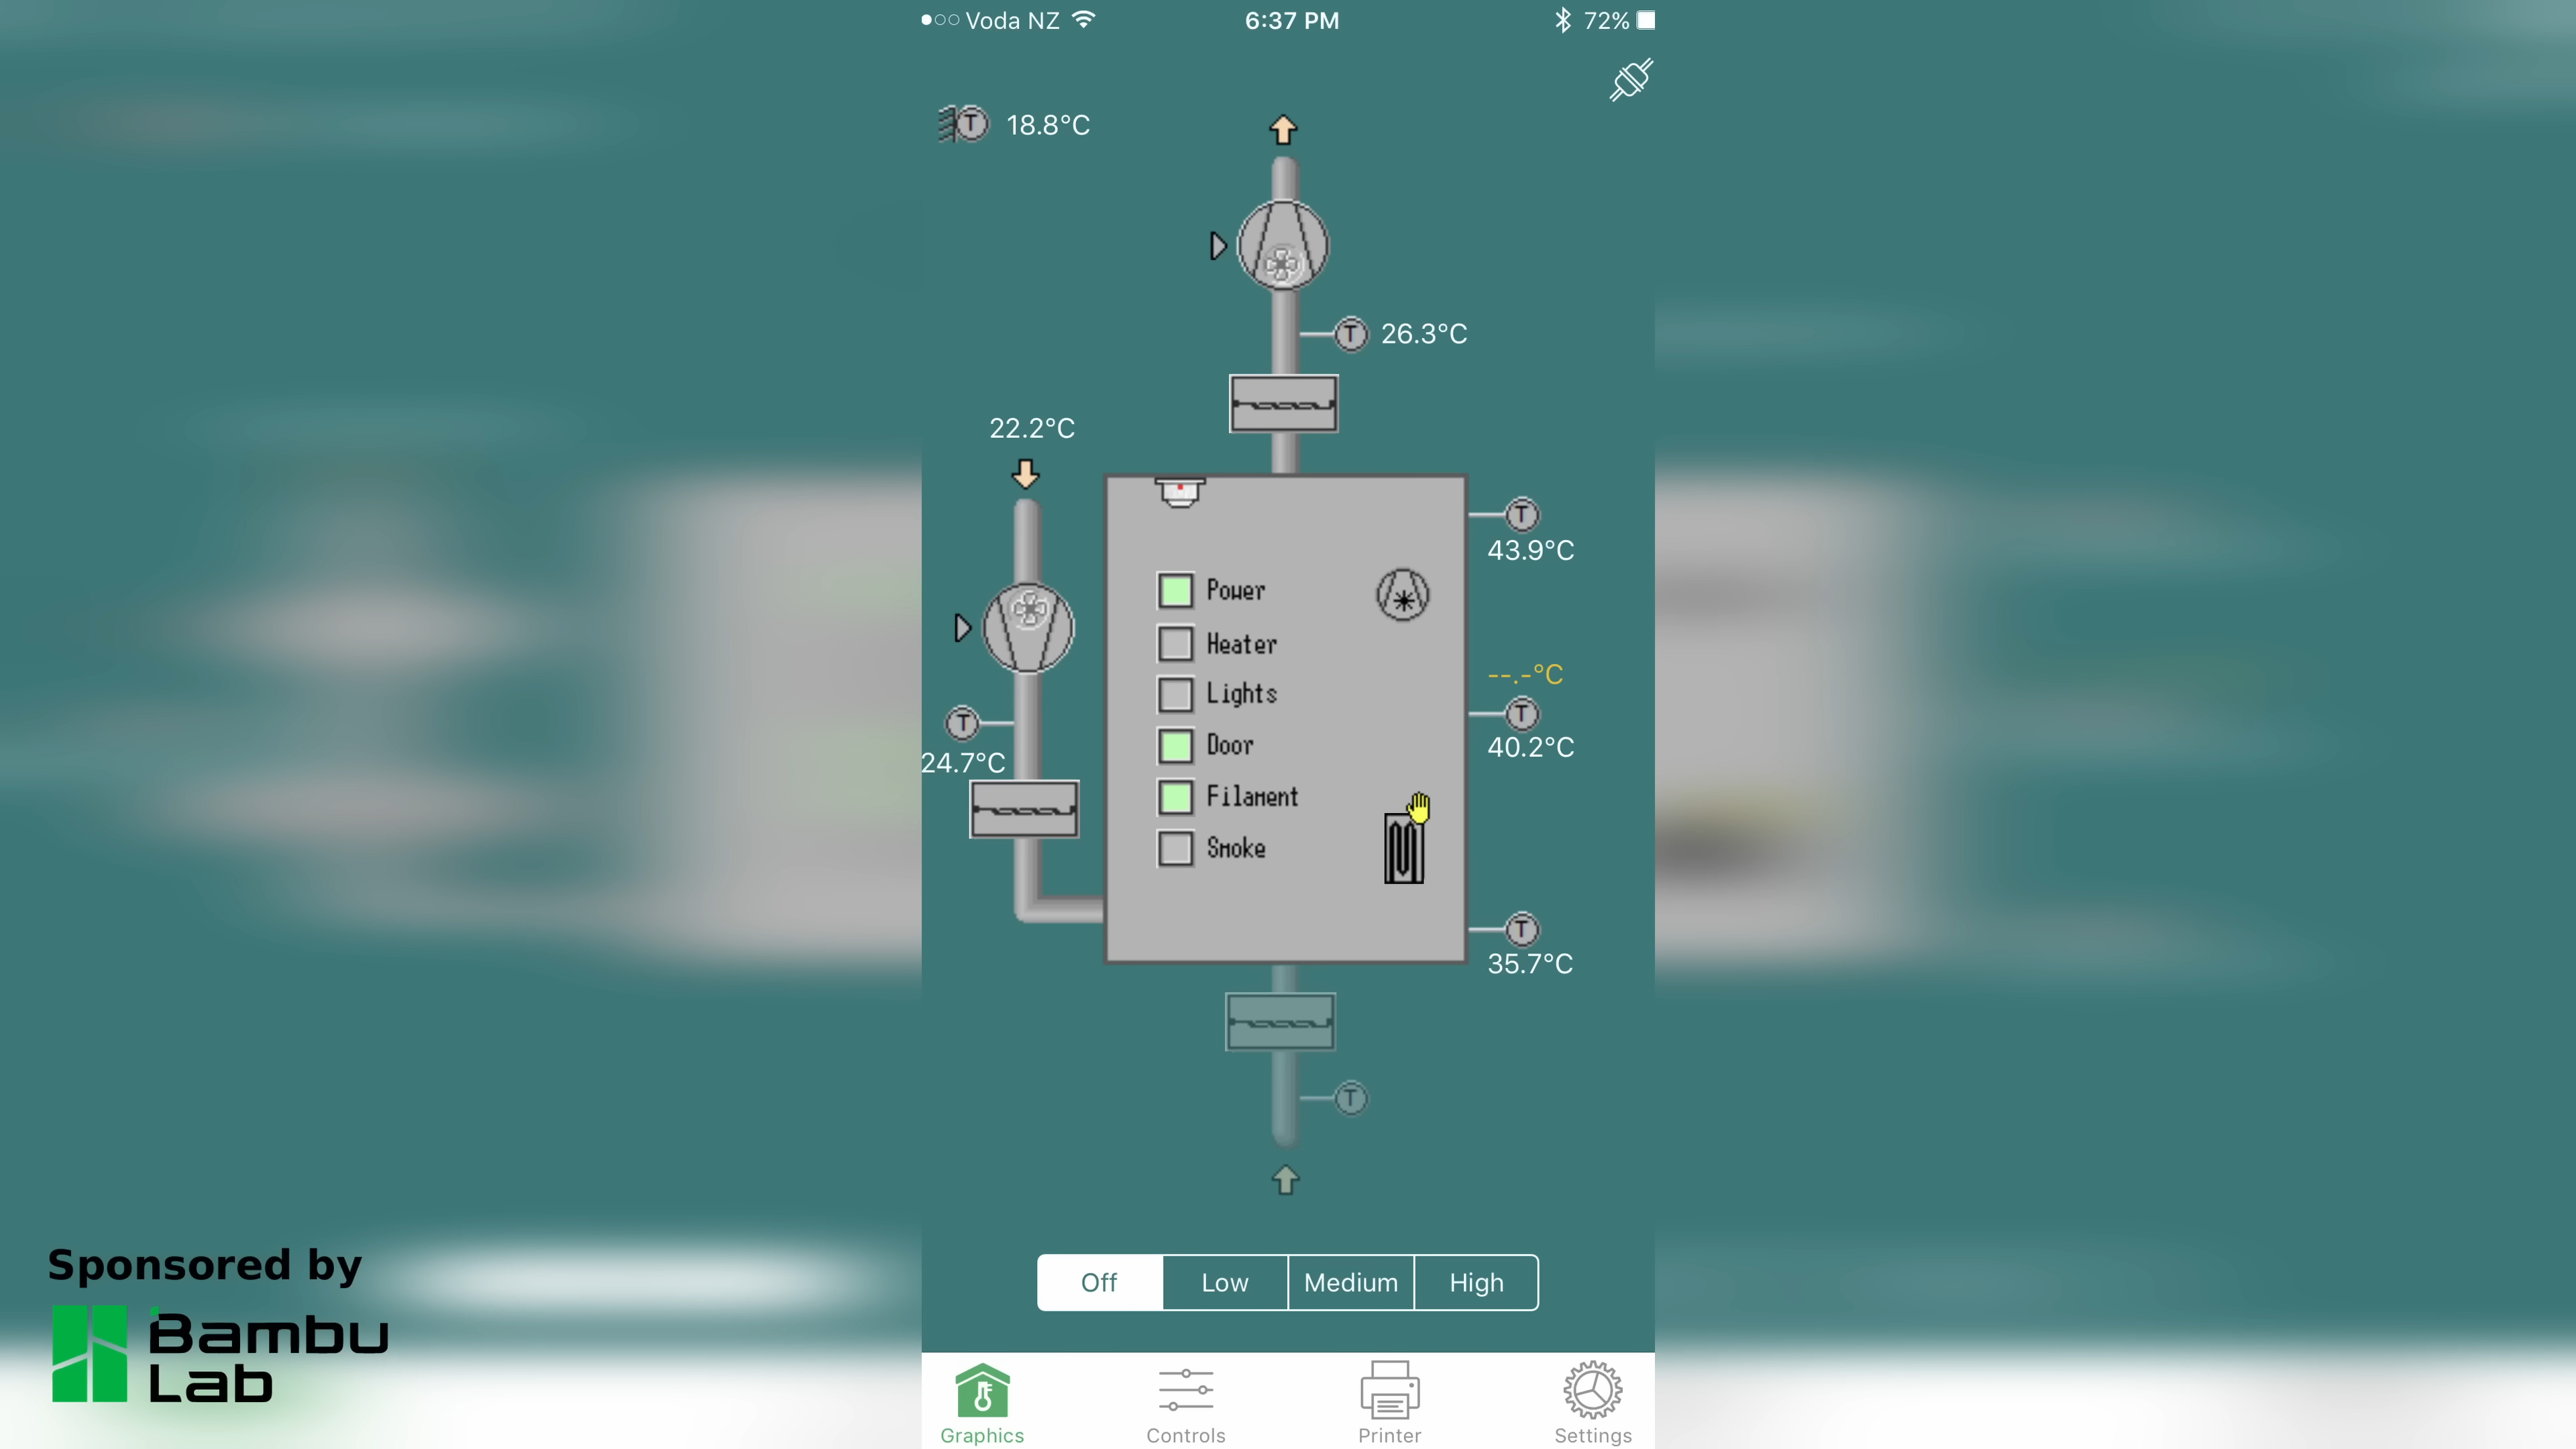 Voda NZ 6:37 PM 72%
T 18.8°C
T 26.3°C
22.2°C
T
43.9°C
Power
Heater
--.-°C
Lights
T
T
24.7°C
Door
40.2°C
Filament
Smoke
T
35.7°C
T
Off Low Medium High
Graphics Controls Printer Settings
Sponsored by
Bambu
Lab